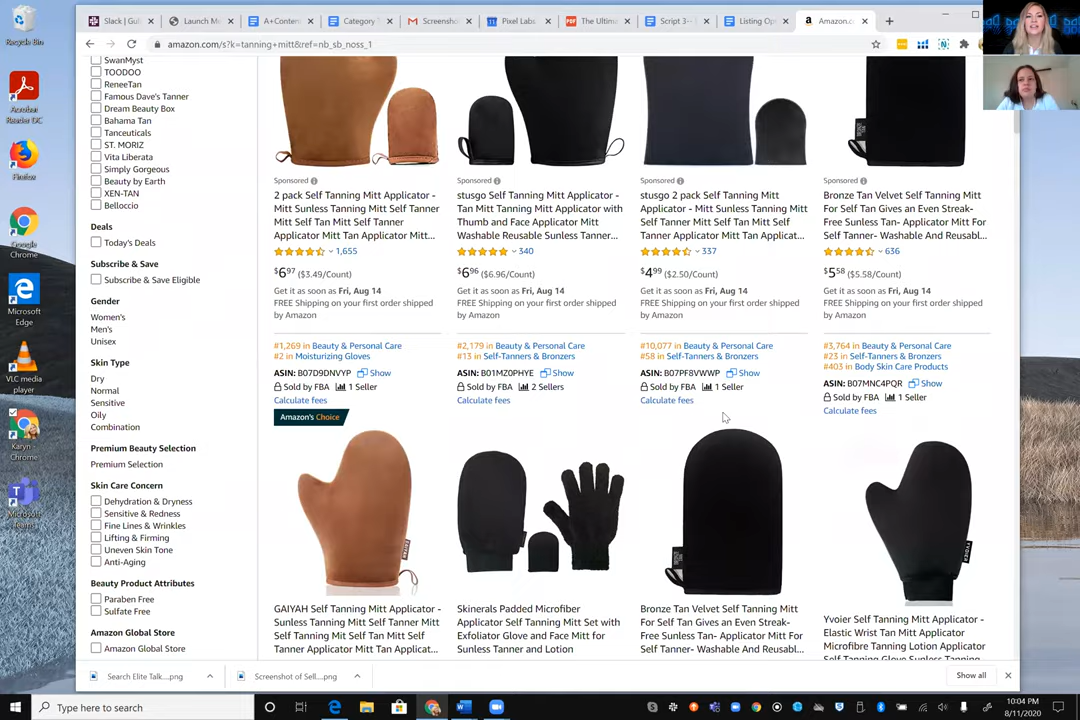 Recycle Bin
Acrobat
Reader DC
Firefox
Google
Chrome
Microsoft
Edge
VLC media
player
Karyn -
Chrome
Microsoft
Teams
Slack | Gui
Launch M
A+Content
Category
Screensho
Pixel Lab
The Ultima
Script 3--
Listing Op
Amazon.c
amazon.com/s?k=tanning+mitt&ref=nb_sb_noss_1
SwanMyst
TOODOO
ReneeTan
Famous Dave's Tanner
Dream Beauty Box
Bahama Tan
Tanceuticals
ST. MORIZ
Vita Liberata
Simply Gorgeous
Beauty by Earth
XEN-TAN
Belloccio
Deals
Today's Deals
Subscribe & Save
Subscribe & Save Eligible
Gender
Women's
Men's
Unisex
Skin Type
Dry
Normal
Sensitive
Oily
Combination
Premium Beauty Selection
Premium Selection
Skin Care Concern
Dehydration & Dryness
Sensitive & Redness
Fine Lines & Wrinkles
Lifting & Firming
Uneven Skin Tone
Anti-Aging
Beauty Product Attributes
Paraben Free
Sulfate Free
Amazon Global Store
Amazon Global Store
Sponsored
2 pack Self Tanning Mitt Applicator -
Mitt Sunless Tanning Mitt Self Tanner
Mitt Self Tan Mitt Self Tanner
Applicator Mitt Tan Applicator Mitt...
1,655
$6.97 ($3.49/Count)
Get it as soon as Fri, Aug 14
FREE Shipping on your first order shipped
by Amazon
#1,269 in Beauty & Personal Care
#2 in Moisturizing Gloves
ASIN: B07D9DNVYP Show
Sold by FBA 1 Seller
Calculate fees
Sponsored
stusgo Self Tanning Mitt Applicator -
Tan Mitt Tanning Mitt Applicator with
Thumb and Face Applicator Mitt
Washable Reusable Sunless Tanner...
340
$6.96 ($6.96/Count)
Get it as soon as Fri, Aug 14
FREE Shipping on your first order shipped
by Amazon
#2,179 in Beauty & Personal Care
#13 in Self-Tanners & Bronzers
ASIN: B01MZ0PHYE Show
Sold by FBA 2 Sellers
Calculate fees
Sponsored
stusgo 2 pack Self Tanning Mitt
Applicator - Mitt Sunless Tanning Mitt
Self Tanner Mitt Self Tan Mitt Self
Tanner Applicator Mitt Tan Applicat...
337
$4.99 ($2.50/Count)
Get it as soon as Fri, Aug 14
FREE Shipping on your first order shipped
by Amazon
#10,077 in Beauty & Personal Care
#58 in Self-Tanners & Bronzers
ASIN: B07PF8VWWP Show
Sold by FBA 1 Seller
Calculate fees
Sponsored
Bronze Tan Velvet Self Tanning Mitt
For Self Tan Gives an Even Streak-
Free Sunless Tan- Applicator Mitt For
Self Tanner- Washable And Reusabl...
636
$5.58 ($5.58/Count)
Get it as soon as Fri, Aug 14
FREE Shipping on your first order shipped
by Amazon
#3,764 in Beauty & Personal Care
#23 in Self-Tanners & Bronzers
#403 in Body Skin Care Products
ASIN: B07MNC4PQR Show
Sold by FBA 1 Seller
Calculate fees
Amazon's Choice
GAIYAH Self Tanning Mitt Applicator -
Sunless Tanning Mitt Self Tanner Mitt
Self Tanning Mit Self Tan Mitt Self
Tanner Applicator Mitt Tan Applicat...
Skinerals Padded Microfiber
Applicator Self Tanning Mitt Set with
Exfoliator Glove and Face Mitt for
Sunless Tanner and Lotion
Bronze Tan Velvet Self Tanning Mitt
For Self Tan Gives an Even Streak-
Free Sunless Tan- Applicator Mitt For
Self Tanner- Washable And Reusabl...
YVOIER
Yvoier Self Tanning Mitt Applicator -
Elastic Wrist Tan Mitt Applicator
Microfibre Tanning Lotion Applicator
Self Tanning Glove Sunless Tanning
Search Elite Talk....png
Screenshot of Sell....png
Show all
Type here to search
10:04 PM
8/11/2020